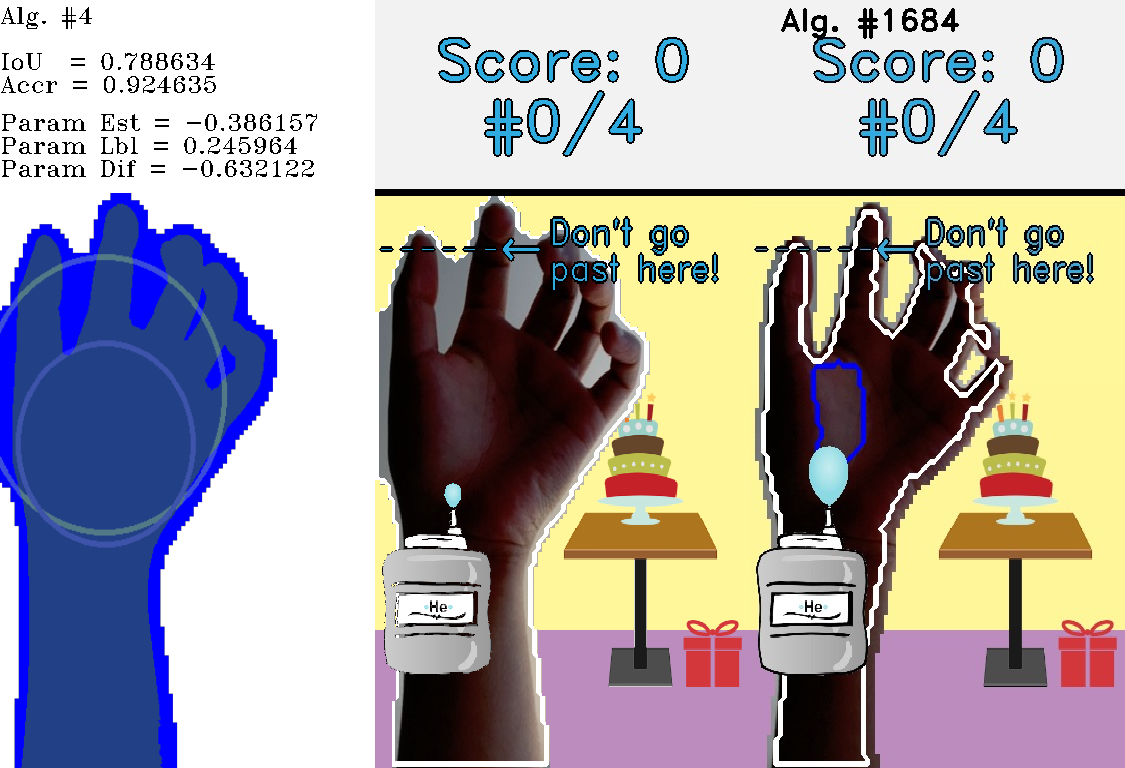 Alg. #4
IoU = 0.788634
Accr = 0.924635
Param Est = −0.386157
Param Lbl = 0.245964
Param Dif = −0.632122
Score: 0
#0/4
Don't go
past here!
He
Alg. #1684
Score: 0
#0/4
Don't go
past here!
He